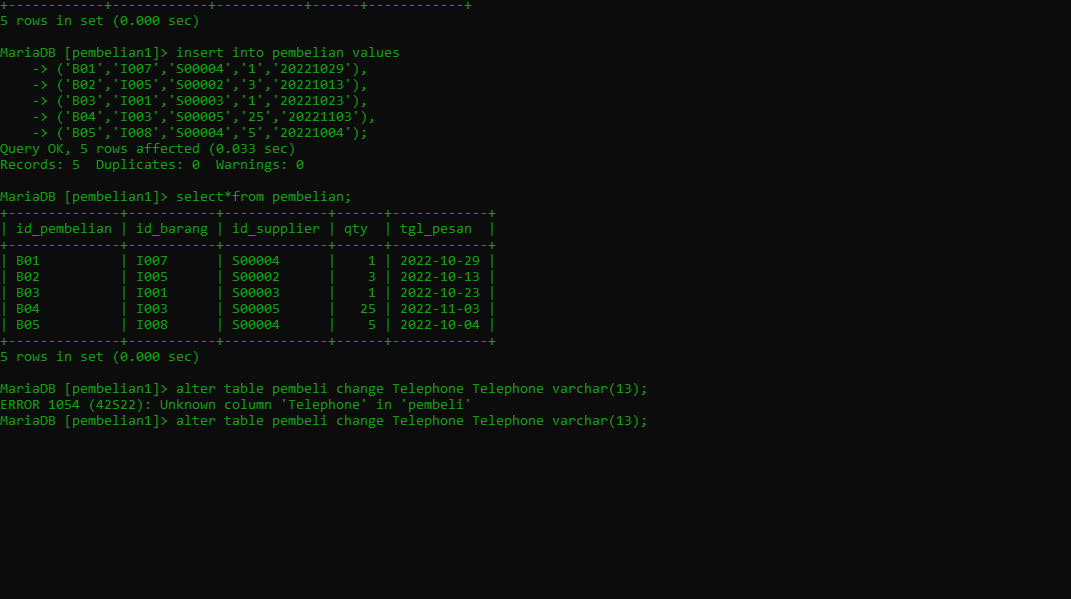 +------------+------------+-----------+------+------------+
5 rows in set (0.000 sec)
MariaDB [pembelian1]> insert into pembelian values
    -> ('B01','I007','S00004','1','20221029'),
    -> ('B02','I005','S00002','3','20221013'),
    -> ('B03','I001','S00003','1','20221023'),
    -> ('B04','I003','S00005','25','20221103'),
    -> ('B05','I008','S00004','5','20221004');
Query OK, 5 rows affected (0.033 sec)
Records: 5  Duplicates: 0  Warnings: 0
MariaDB [pembelian1]> select*from pembelian;
+--------------+-----------+-------------+------+------------+
| id_pembelian | id_barang | id_supplier | qty  | tgl_pesan  |
+--------------+-----------+-------------+------+------------+
| B01          | I007      | S00004      |    1 | 2022-10-29 |
| B02          | I005      | S00002      |    3 | 2022-10-13 |
| B03          | I001      | S00003      |    1 | 2022-10-23 |
| B04          | I003      | S00005      |   25 | 2022-11-03 |
| B05          | I008      | S00004      |    5 | 2022-10-04 |
+--------------+-----------+-------------+------+------------+
5 rows in set (0.000 sec)
MariaDB [pembelian1]> alter table pembeli change Telephone Telephone varchar(13);
ERROR 1054 (42S22): Unknown column 'Telephone' in 'pembeli'
MariaDB [pembelian1]> alter table pembeli change Telephone Telephone varchar(13);